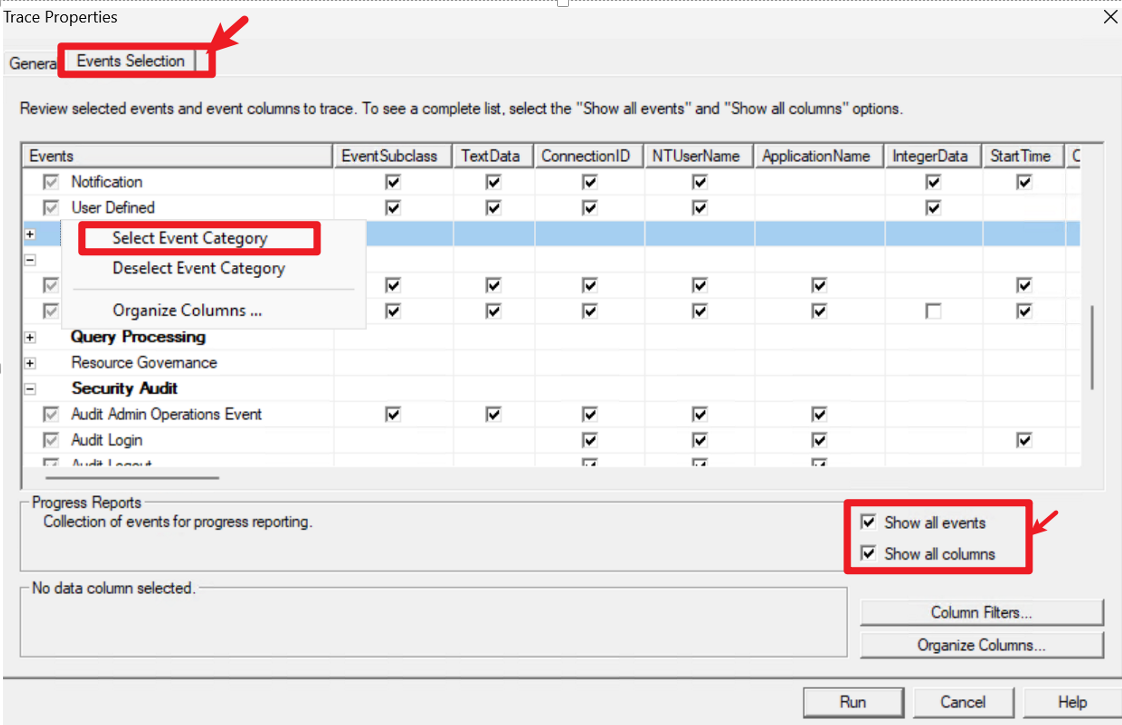 Trace Properties
Genera
Events Selection
Review selected events and event columns to trace. To see a complete list, select the "Show all events" and "Show all columns" options.
Events EventSubclass TextData ConnectionID NTUserName ApplicationName IntegerData StartTime C
Notification
User Defined
Select Event Category
Deselect Event Category
Organize Columns ...
Query Processing
Resource Governance
Security Audit
Audit Admin Operations Event
Audit Login
Audit Logout
Progress Reports
Collection of events for progress reporting.
Show all events
Show all columns
No data column selected.
Column Filters...
Organize Columns...
Run Cancel Help